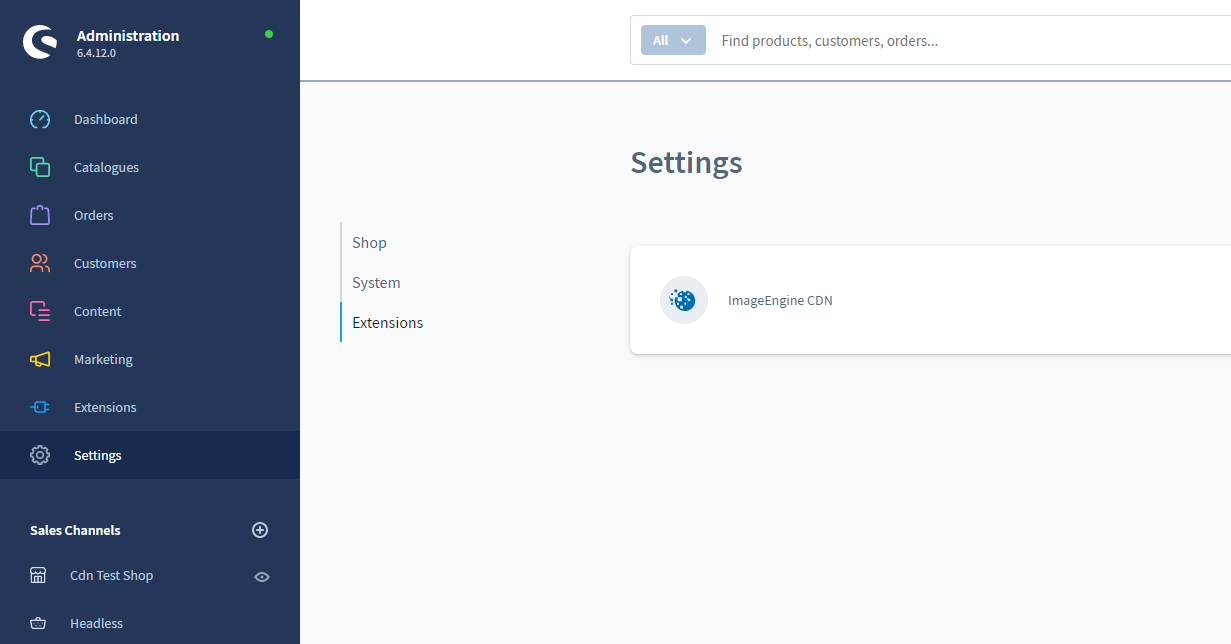 Administration
6.4.12.0
All
Find products, customers, orders...
Dashboard
Catalogues
Orders
Customers
Content
Marketing
Extensions
Settings
Sales Channels
Cdn Test Shop
Headless
Settings
Shop
System
Extensions
ImageEngine CDN